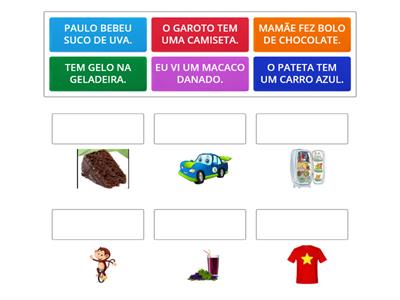 PAULO BEBEU
SUCO DE UVA.
O GAROTO TEM
UMA CAMISETA.
MAMÃE FEZ BOLO
DE CHOCOLATE.
TEM GELO NA
GELADEIRA.
EU VI UM MACACO
DANADO.
O PATETA TEM
UM CARRO AZUL.